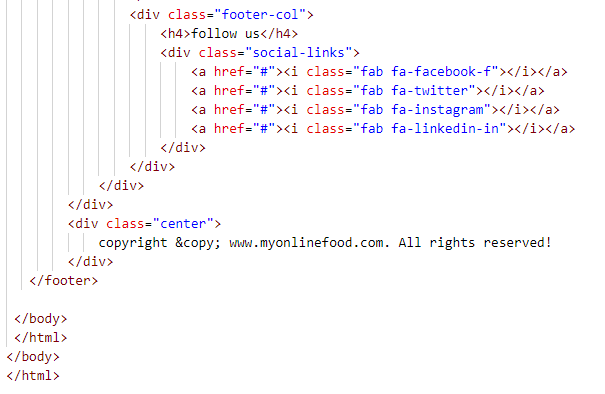 <div class="footer-col">
<h4>follow us</h4>
<div class="social-links">
<a href="#"><i class="fab fa-facebook-f"></i></a>
<a href="#"><i class="fab fa-twitter"></i></a>
<a href="#"><i class="fab fa-instagram"></i></a>
<a href="#"><i class="fab fa-linkedin-in"></i></a>
</div>
</div>
</div>
</div>
<div class="center">
copyright &copy; www.myonlinefood.com. All rights reserved!
</div>
</footer>
</body>
</html>
</body>
</html>